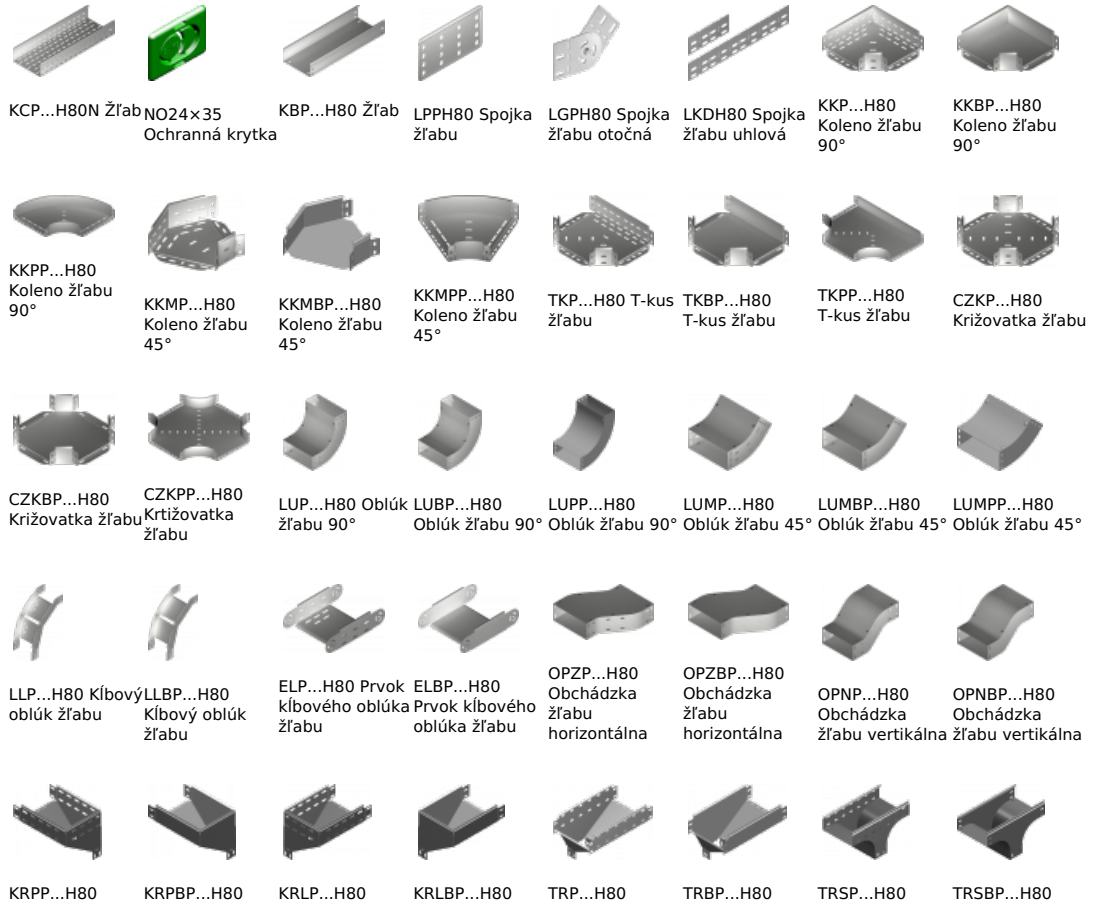 KCP...H80N Žľab
NO24×35
Ochranná krytka
KBP...H80 Žľab
LPPH80 Spojka
žľabu
LGPH80 Spojka
žľabu otočná
LKDH80 Spojka
žľabu uhlová
KKP...H80
Koleno žľabu
90°
KKBP...H80
Koleno žľabu
90°
KKPP...H80
Koleno žľabu
90°
KKMP...H80
Koleno žľabu
45°
KKMBP...H80
Koleno žľabu
45°
KKMPP...H80
Koleno žľabu
45°
TKP...H80 T-kus
žľabu
TKBP...H80
T-kus žľabu
TKPP...H80
T-kus žľabu
CZKP...H80
Križovatka žľabu
CZKBP...H80
Križovatka žľabu
CZKPP...H80
Krtižovatka
žľabu
LUP...H80 Oblúk
žľabu 90°
LUBP...H80
Oblúk žľabu 90°
LUPP...H80
Oblúk žľabu 90°
LUMP...H80
Oblúk žľabu 45°
LUMBP...H80
Oblúk žľabu 45°
LUMPP...H80
Oblúk žľabu 45°
LLP...H80 Kĺbový
oblúk žľabu
LLBP...H80
Kĺbový oblúk
žľabu
ELP...H80 Prvok
kĺbového oblúka
žľabu
ELBP...H80
Prvok kĺbového
oblúka žľabu
OPZP...H80
Obchádzka
žľabu
horizontálna
OPZBP...H80
Obchádzka
žľabu
horizontálna
OPNP...H80
Obchádzka
žľabu vertikálna
OPNBP...H80
Obchádzka
žľabu vertikálna
KRPP...H80
KRPBP...H80
KRLP...H80
KRLBP...H80
TRP...H80
TRBP...H80
TRSP...H80
TRSBP...H80